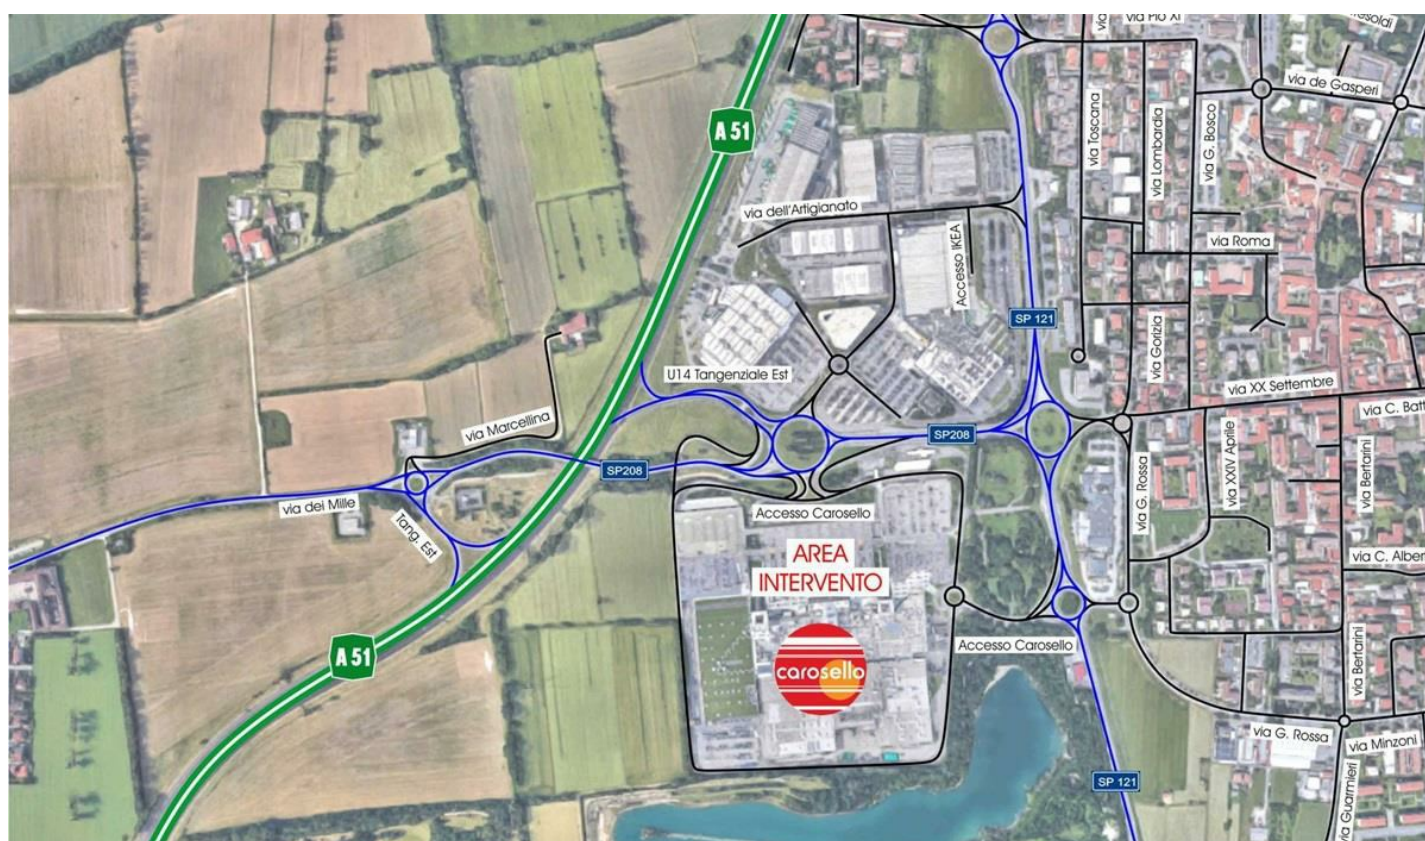 via Pio XI
resoldi
via de Gasperi
A 51
via Toscana
via Lombardia
via G. Bosco
via dell'Artigianato
Accesso IKEA
via Roma
SP 121
via Gorizia
U14 Tangenziale Est
via XX Settembre
via C. Batt
via Marcellina
SP208
SP208
via G. Rossa
via XXIV Aprile
via Bertarini
via dei Mille
Tang. Est
Accesso Carosello
AREA
INTERVENTO
via C. Alber
A 51
carosello
Accesso Carosello
via Bertarini
via G. Rossa
via Minzoni
SP 121
via Guarmieri